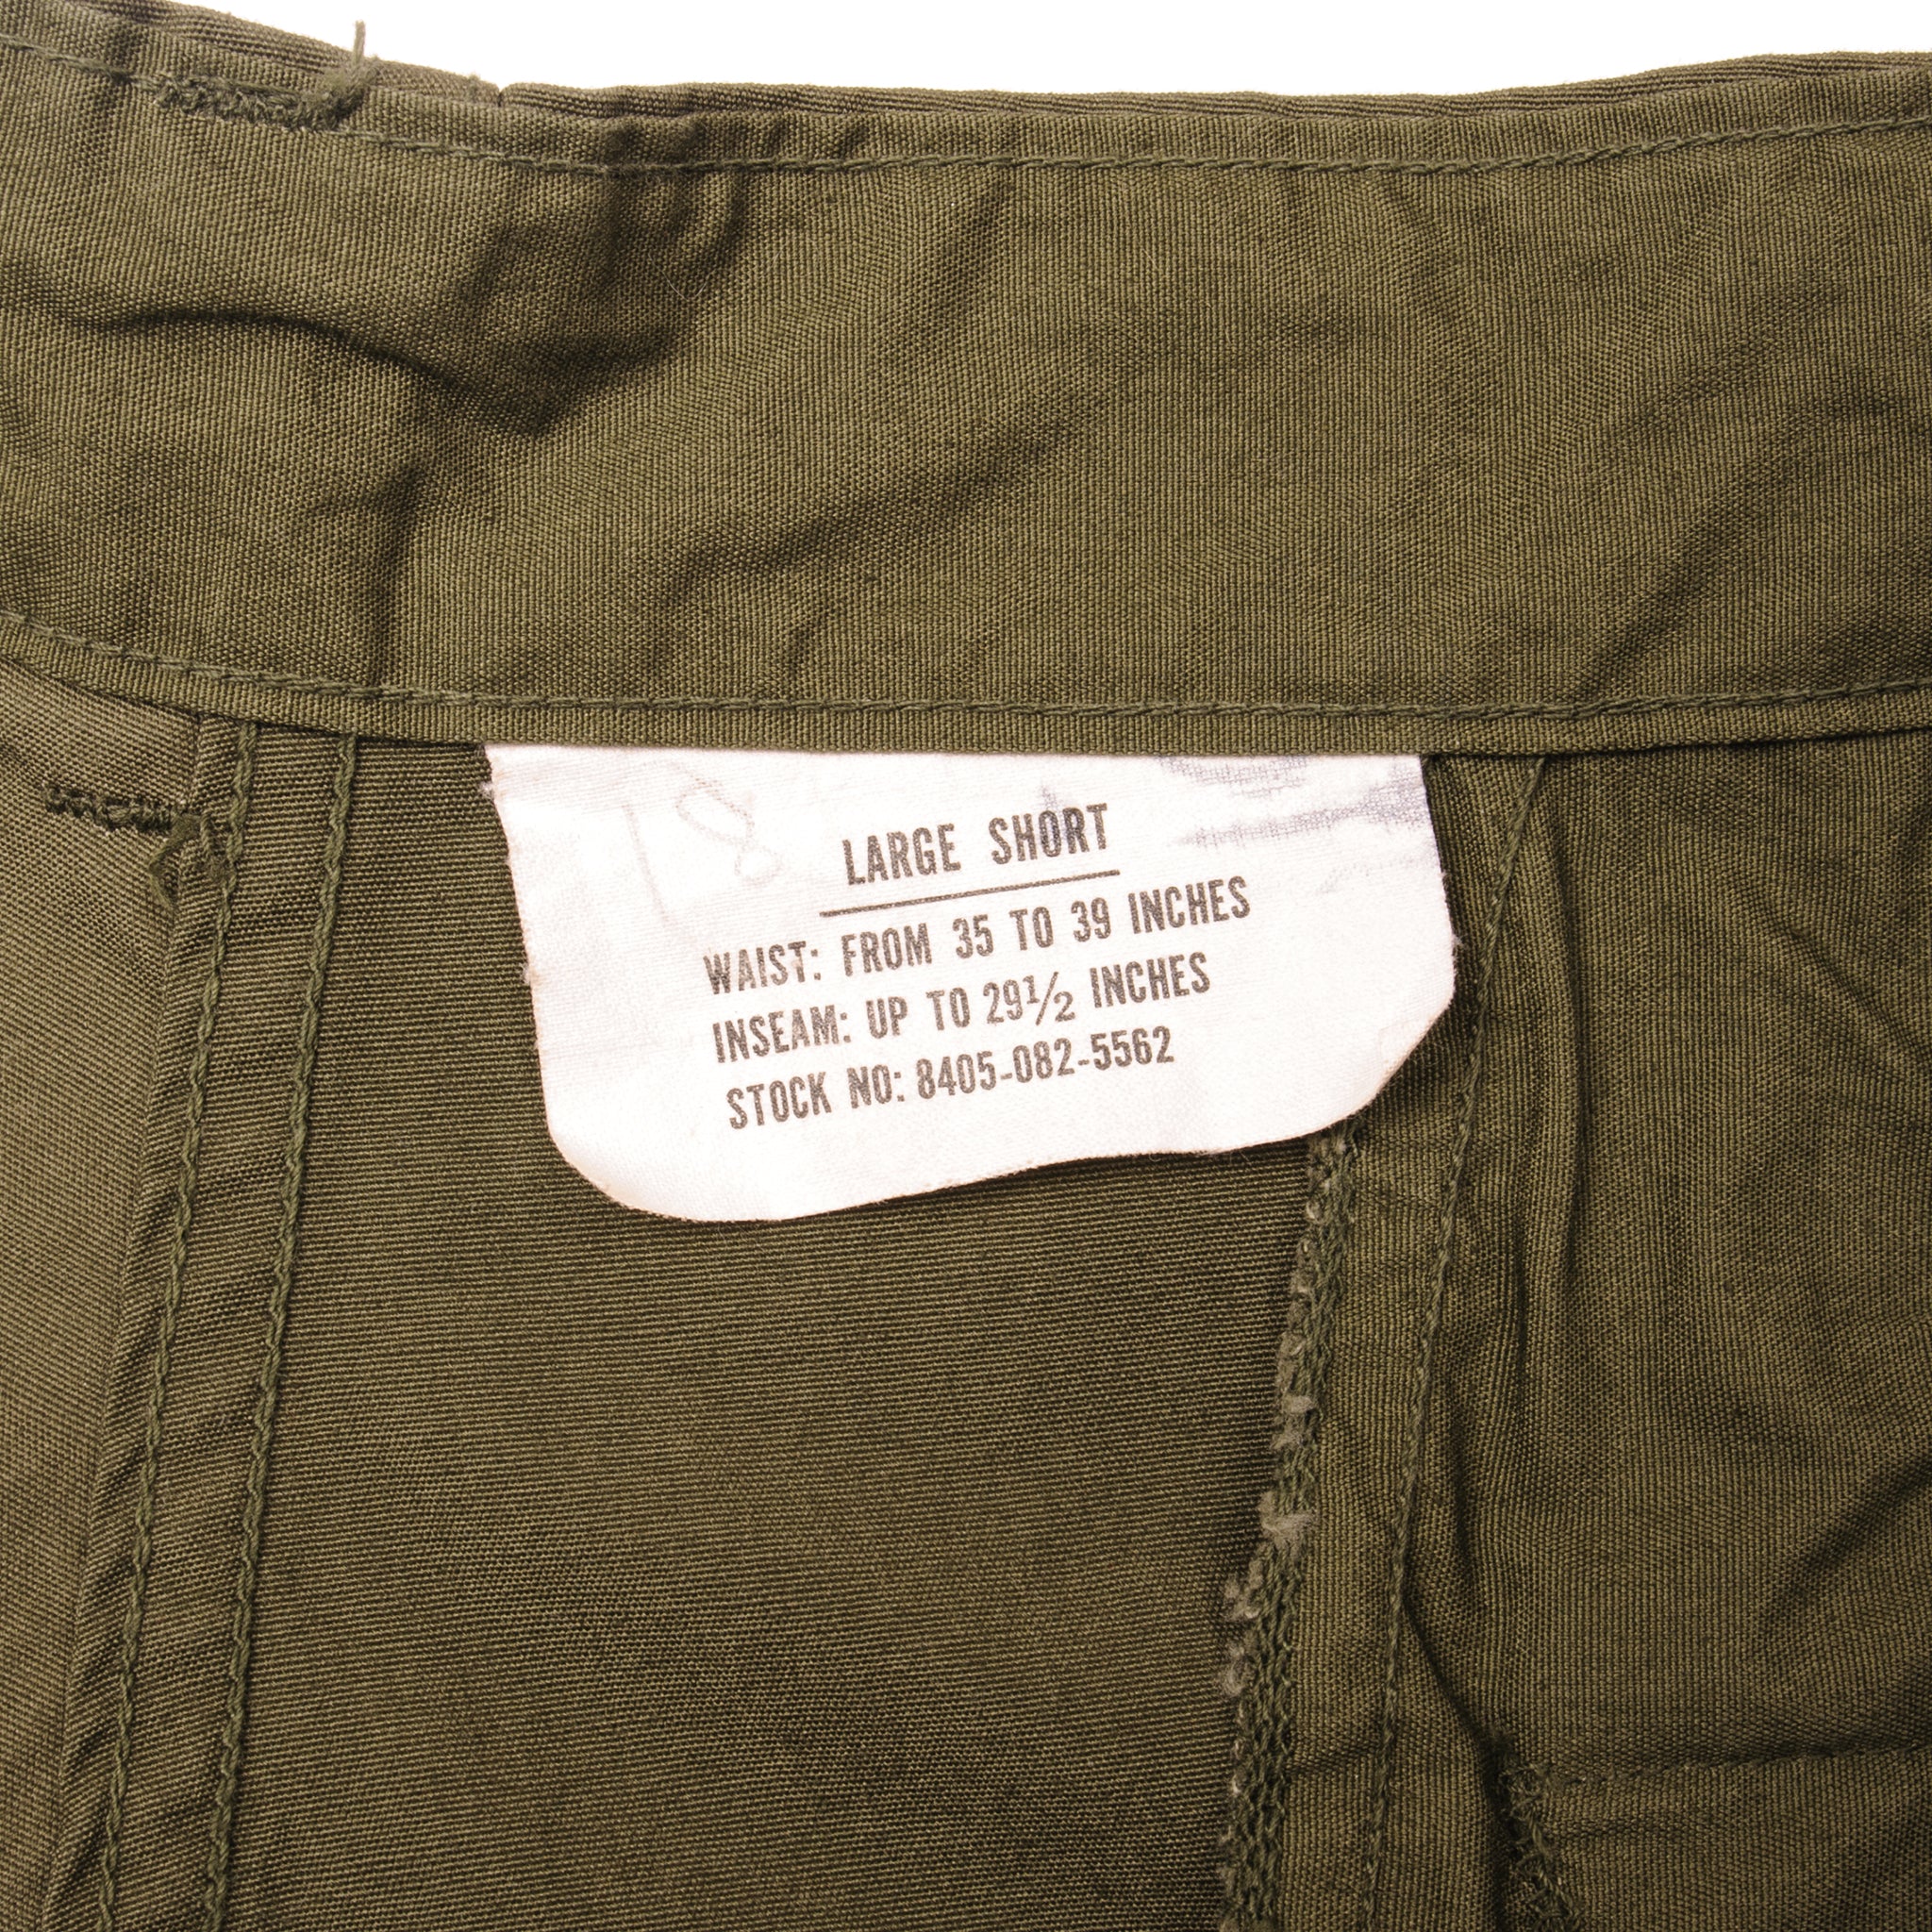 LARGE SHORT
WAIST: FROM 35 TO 39 INCHES
INSEAM: UP TO 29½ INCHES
STOCK NO: 8405-082-5562